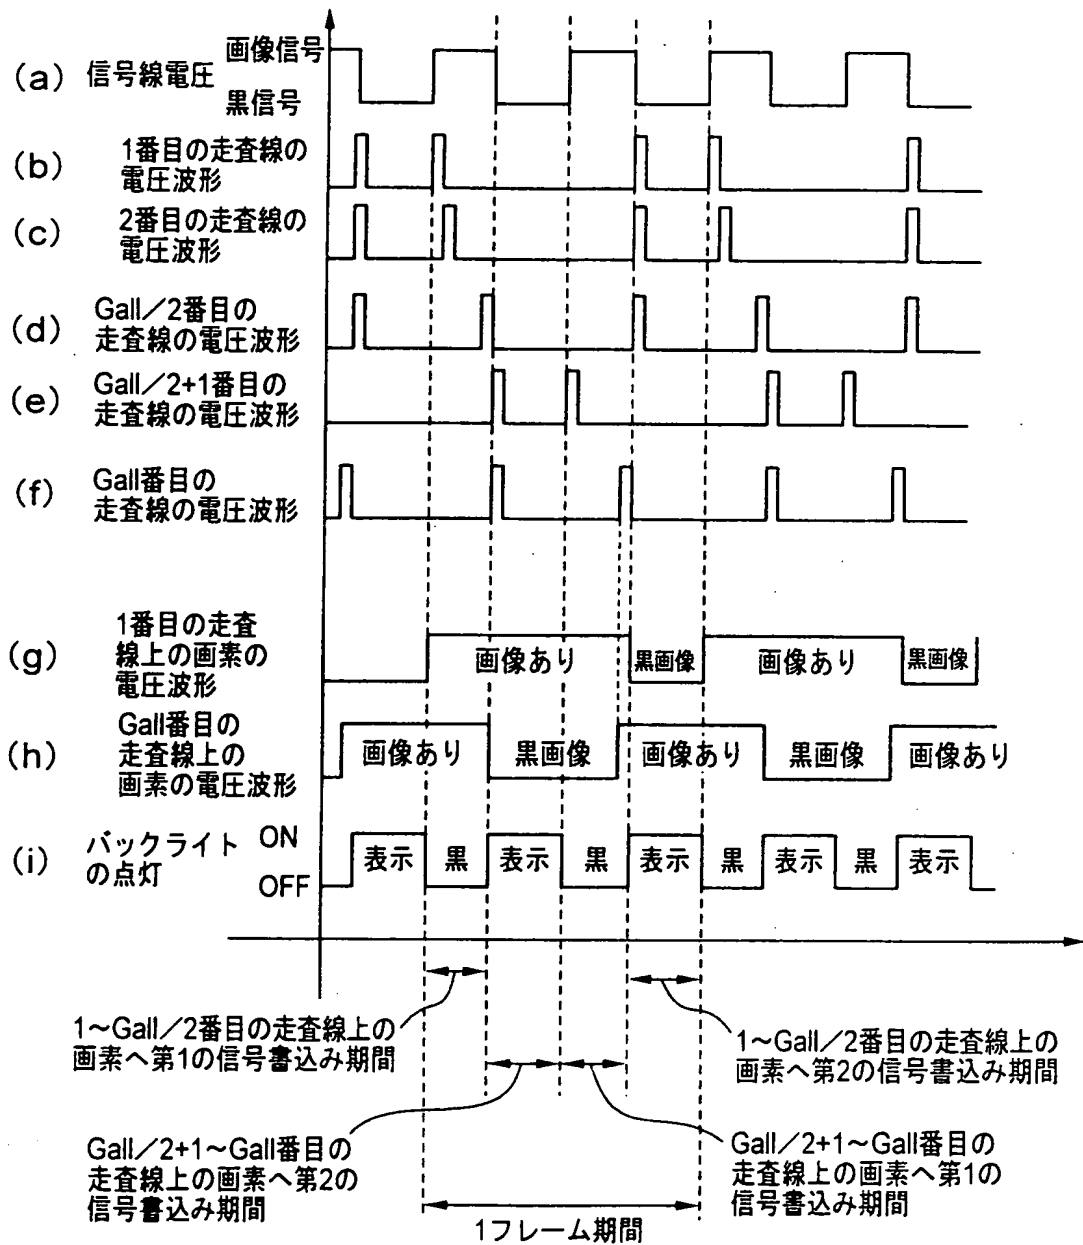 (a) 信号線電圧
画像信号
黒信号
(b) 1番目の走査線の
電圧波形
(c) 2番目の走査線の
電圧波形
(d) Gall／2番目の
走査線の電圧波形
(e) Gall／2+1番目の
走査線の電圧波形
(f) Gall番目の
走査線の電圧波形
(g) 1番目の走査
線上の画素の
電圧波形
画像あり 黒画像 画像あり 黒画像
(h) Gall番目の
走査線上の
画素の電圧波形
画像あり 黒画像 画像あり 黒画像 画像あり
(i) バックライト
の点灯
ON
OFF
表示 黒 表示 黒 表示 黒 表示 黒 表示
1〜Gall／2番目の走査線上の
画素へ第1の信号書込み期間
1〜Gall／2番目の走査線上の
画素へ第2の信号書込み期間
Gall／2+1〜Gall番目の
走査線上の画素へ第2の
信号書込み期間
Gall／2+1〜Gall番目の
走査線上の画素へ第1の
信号書込み期間
1フレーム期間